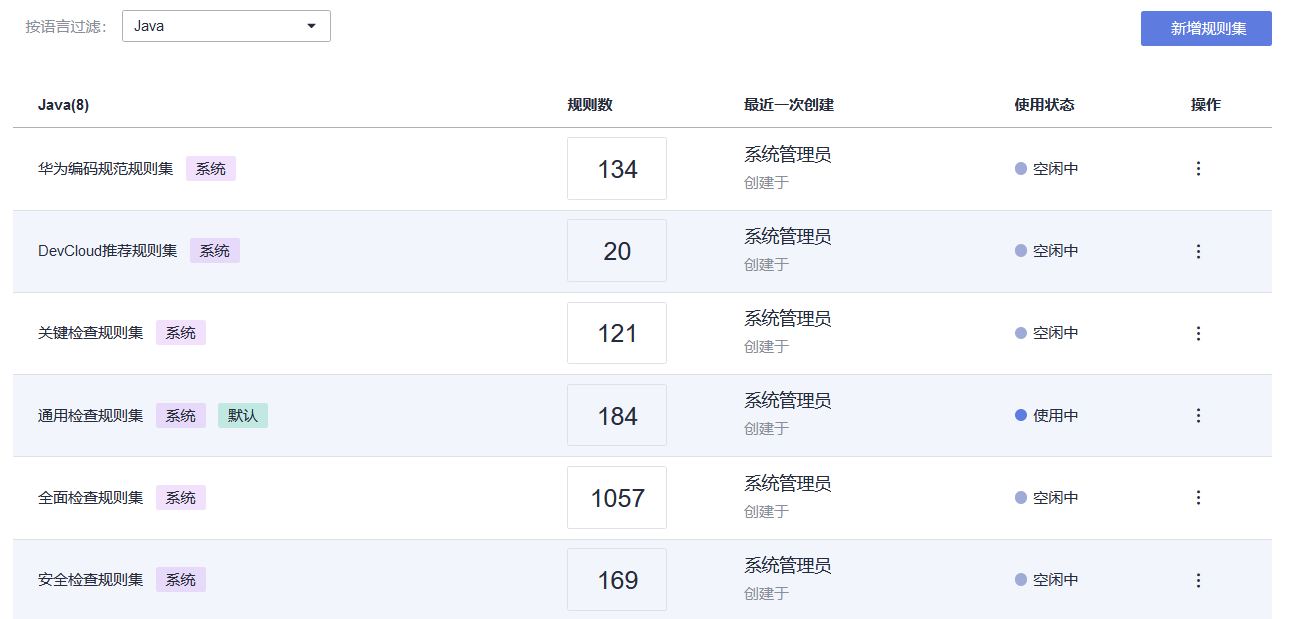 按语言过滤： Java 新增规则集
Java(8) 规则数 最近一次创建 使用状态 操作
华为编码规范规则集 系统 134 系统管理员 空闲中
创建于
DevCloud推荐规则集 系统 20 系统管理员 空闲中
创建于
关键检查规则集 系统 121 系统管理员 空闲中
创建于
通用检查规则集 系统 默认 184 系统管理员 使用中
创建于
全面检查规则集 系统 1057 系统管理员 空闲中
创建于
安全检查规则集 系统 169 系统管理员 空闲中
创建于